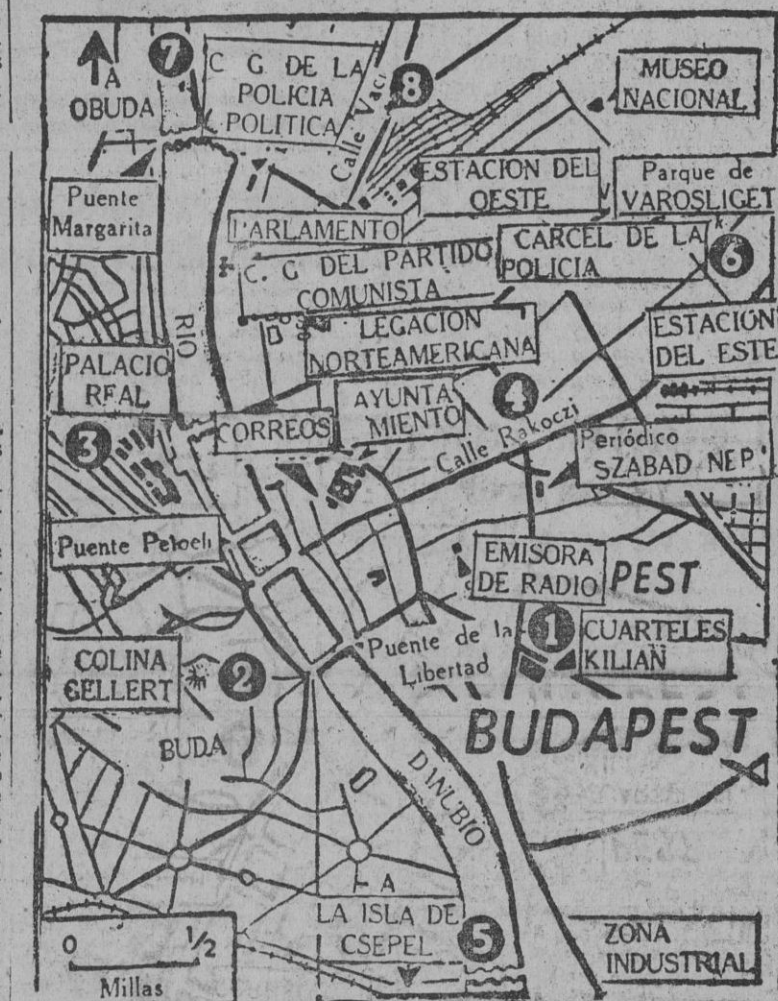 7
A
OBUDA
C G DE LA
POLICIA
POLITICA
Calle Vaci
8
MUSEO
NACIONAL
Puente
Margarita
PARLAMENTO
ESTACION DEL
OESTE
Parque de
VAROSLIGET
C. G DEL PARTIDO
COMUNISTA
CARCEL DE LA
POLICIA
6
RIO
LEGACION
NORTEAMERICANA
ESTACION
DEL ESTE
PALACIO
REAL
CORREOS
AYUNTA
MIENTO
4
Calle Rakoczi
3
Periódico
SZABAD NEP'
Puente
EMISORA
DE RADIO
PEST
Puente de la
Libertad
1
CUARTELES
KILIAN
COLINA
GELLERT
2
BUDA
BUDAPEST
DANUBIO
A
LA ISLA DE
CSEPEL
5
0 1/2
Millas
ZONA
INDUSTRIAL